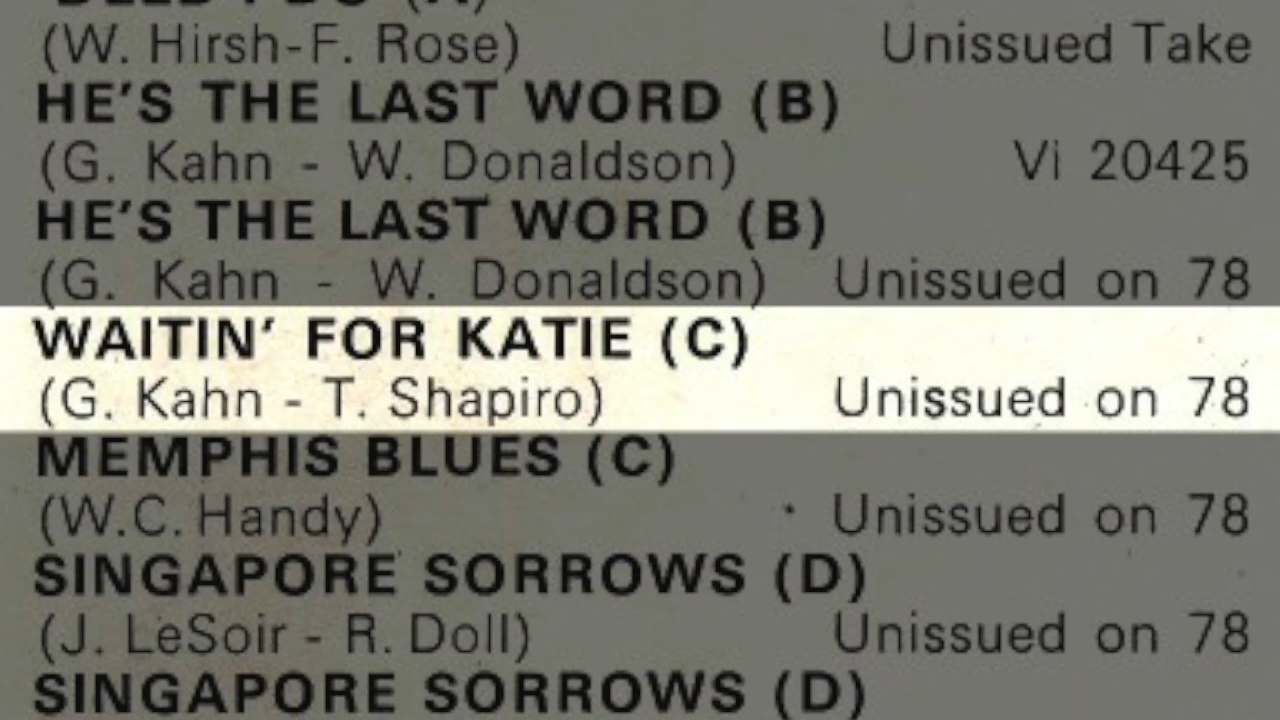 (W. Hirsh-F. Rose) Unissued Take
HE'S THE LAST WORD (B)
(G. Kahn - W. Donaldson) Vi 20425
HE'S THE LAST WORD (B)
(G. Kahn - W. Donaldson) Unissued on 78
WAITIN' FOR KATIE (C)
(G. Kahn - T. Shapiro) Unissued on 78
MEMPHIS BLUES (C)
(W.C. Handy) Unissued on 78
SINGAPORE SORROWS (D)
(J. LeSoir - R. Doll) Unissued on 78
SINGAPORE SORROWS (D)